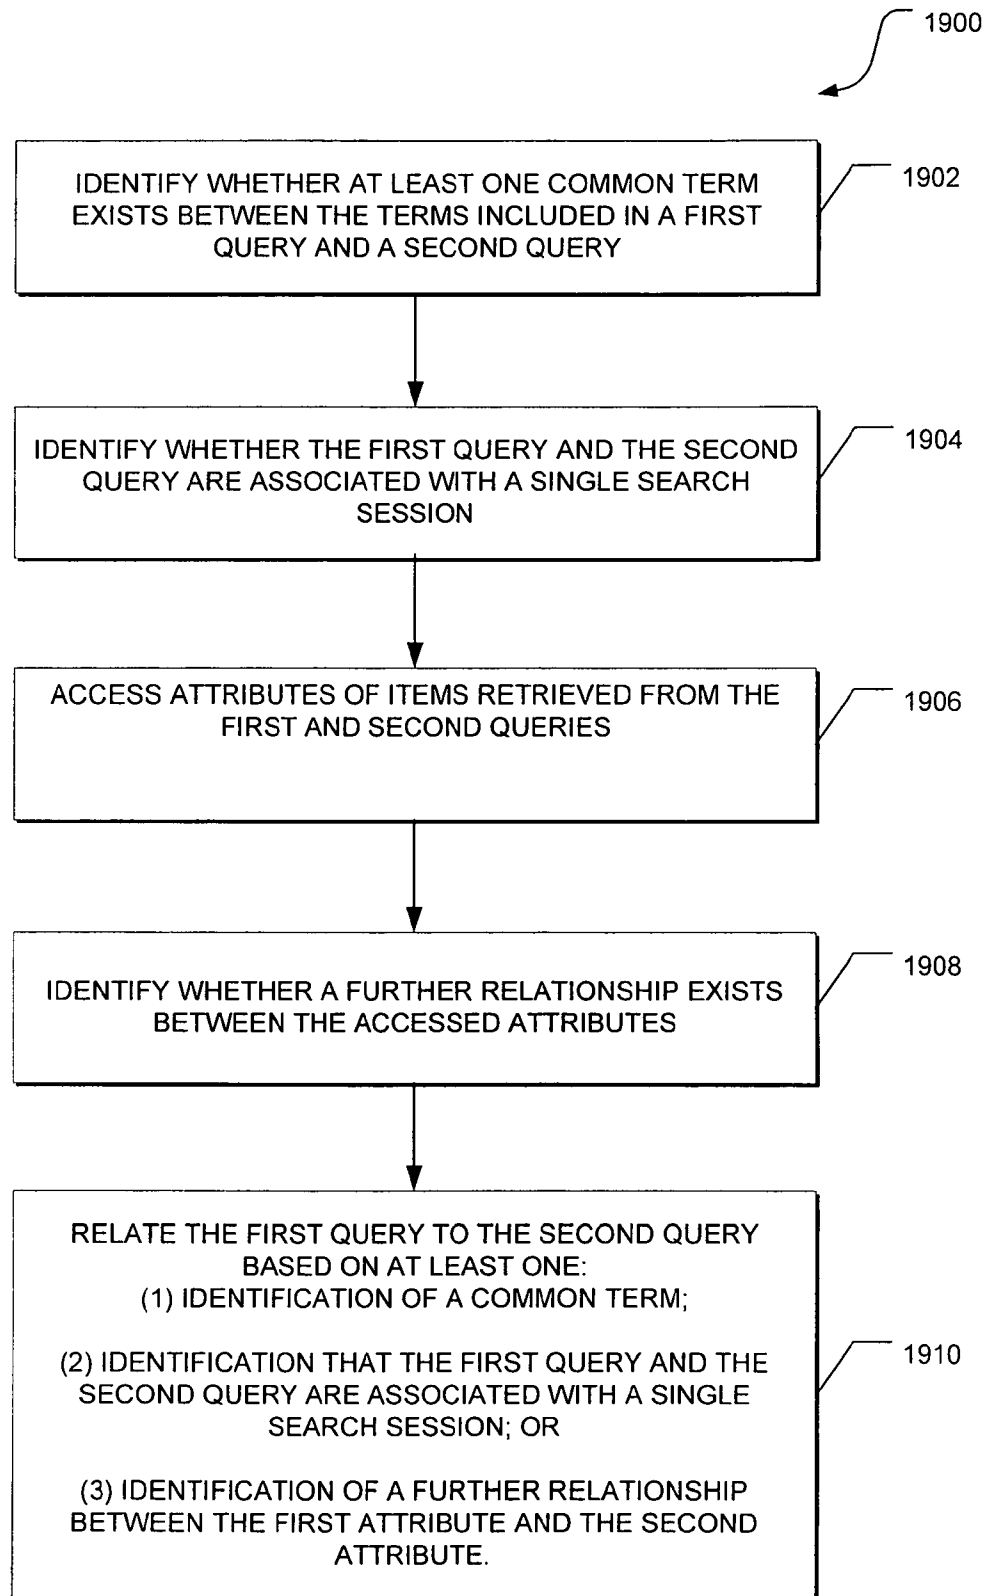 1900
IDENTIFY WHETHER AT LEAST ONE COMMON TERM
EXISTS BETWEEN THE TERMS INCLUDED IN A FIRST
QUERY AND A SECOND QUERY
1902
IDENTIFY WHETHER THE FIRST QUERY AND THE SECOND
QUERY ARE ASSOCIATED WITH A SINGLE SEARCH
SESSION
1904
ACCESS ATTRIBUTES OF ITEMS RETRIEVED FROM THE
FIRST AND SECOND QUERIES
1906
IDENTIFY WHETHER A FURTHER RELATIONSHIP EXISTS
BETWEEN THE ACCESSED ATTRIBUTES
1908
RELATE THE FIRST QUERY TO THE SECOND QUERY
BASED ON AT LEAST ONE:
(1) IDENTIFICATION OF A COMMON TERM;
(2) IDENTIFICATION THAT THE FIRST QUERY AND THE
SECOND QUERY ARE ASSOCIATED WITH A SINGLE
SEARCH SESSION; OR
(3) IDENTIFICATION OF A FURTHER RELATIONSHIP
BETWEEN THE FIRST ATTRIBUTE AND THE SECOND
ATTRIBUTE.
1910